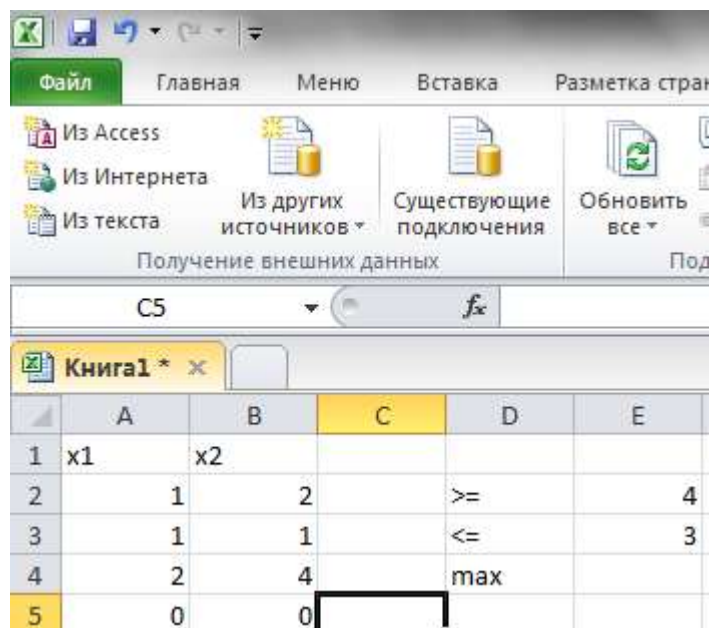 Файл Главная Меню Вставка Разметка стран
Из Access
Из Интернета
Из текста
Из других источников
Существующие подключения
Обновить все
Получение внешних данных
Под
C5 fx
Книга1 *
A B C D E
1 x1 x2
2 1 2 >= 4
3 1 1 <= 3
4 2 4 max
5 0 0